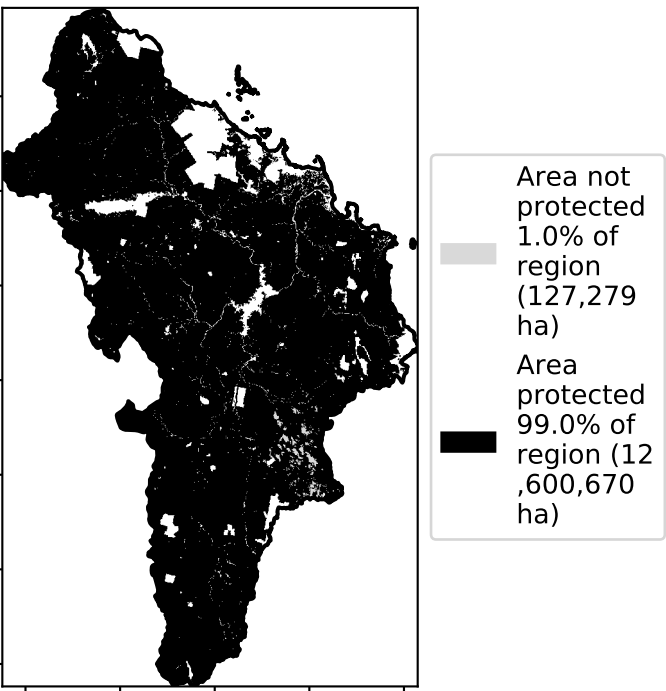 Area not
protected
1.0% of
region
(127,279
ha)
Area
protected
99.0% of
region (12
,600,670
ha)